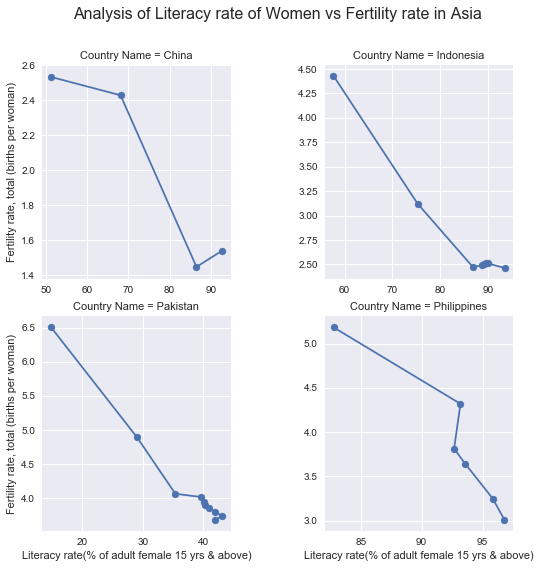 Analysis of Literacy rate of Women vs Fertility rate in Asia
Country Name = China
Country Name = Indonesia
Fertility rate, total (births per woman)
2.6
2.4
2.2
2.0
1.8
1.6
1.4
50 60 70 80 90
4.50
4.25
4.00
3.75
3.50
3.25
3.00
2.75
2.50
60 70 80 90
Country Name = Pakistan
Country Name = Philippines
Fertility rate, total (births per woman)
6.5
6.0
5.5
5.0
4.5
4.0
20 30 40
Literacy rate(% of adult female 15 yrs & above)
5.0
4.5
4.0
3.5
3.0
85 90 95
Literacy rate(% of adult female 15 yrs & above)